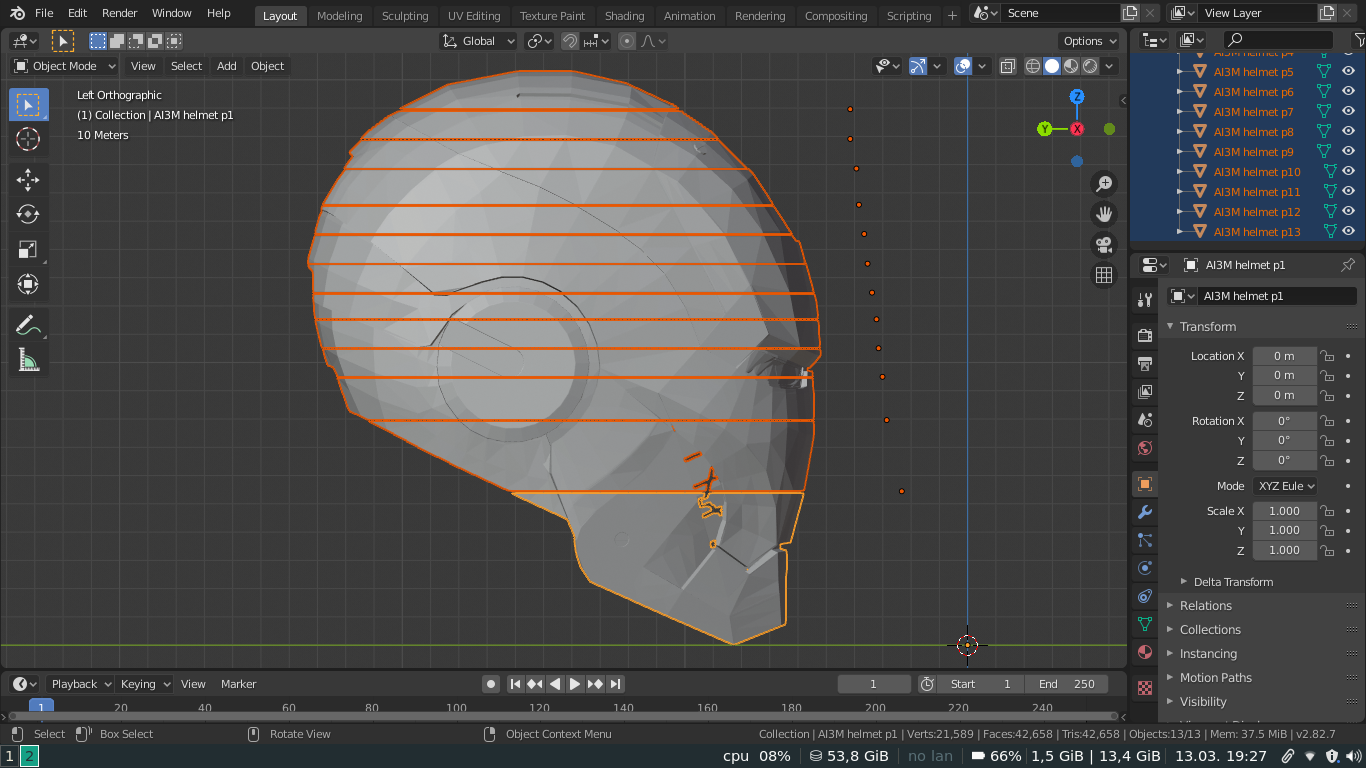 File Edit Render Window Help Layout Modeling Sculpting UV Editing Texture Paint Shading Animation Rendering Compositing Scripting + Scene View Layer
Global Options
Object Mode View Select Add Object
Left Orthographic
(1) Collection | AI3M helmet p1
10 Meters
Z
Y X
AI3M helmet p4
AI3M helmet p5
AI3M helmet p6
AI3M helmet p7
AI3M helmet p8
AI3M helmet p9
AI3M helmet p10
AI3M helmet p11
AI3M helmet p12
AI3M helmet p13
AI3M helmet p1
AI3M helmet p1
Transform
Location X 0 m
Y 0 m
Z 0 m
Rotation X 0°
Y 0°
Z 0°
Mode XYZ Eule
Scale X 1.000
Y 1.000
Z 1.000
Delta Transform
Relations
Collections
Instancing
Motion Paths
Visibility
Playback Keying View Marker 1 Start 1 End 250
1 20 40 60 80 100 120 140 160 180 200 220 240
Select Box Select Rotate View Object Context Menu Collection | AI3M helmet p1 | Verts:21,589 | Faces:42,658 | Tris:42,658 | Objects:13/13 | Mem: 37.5 MiB | v2.82.7
1 2 cpu 08% 53,8 GiB no lan 66% 1,5 GiB | 13,4 GiB 13.03. 19:27